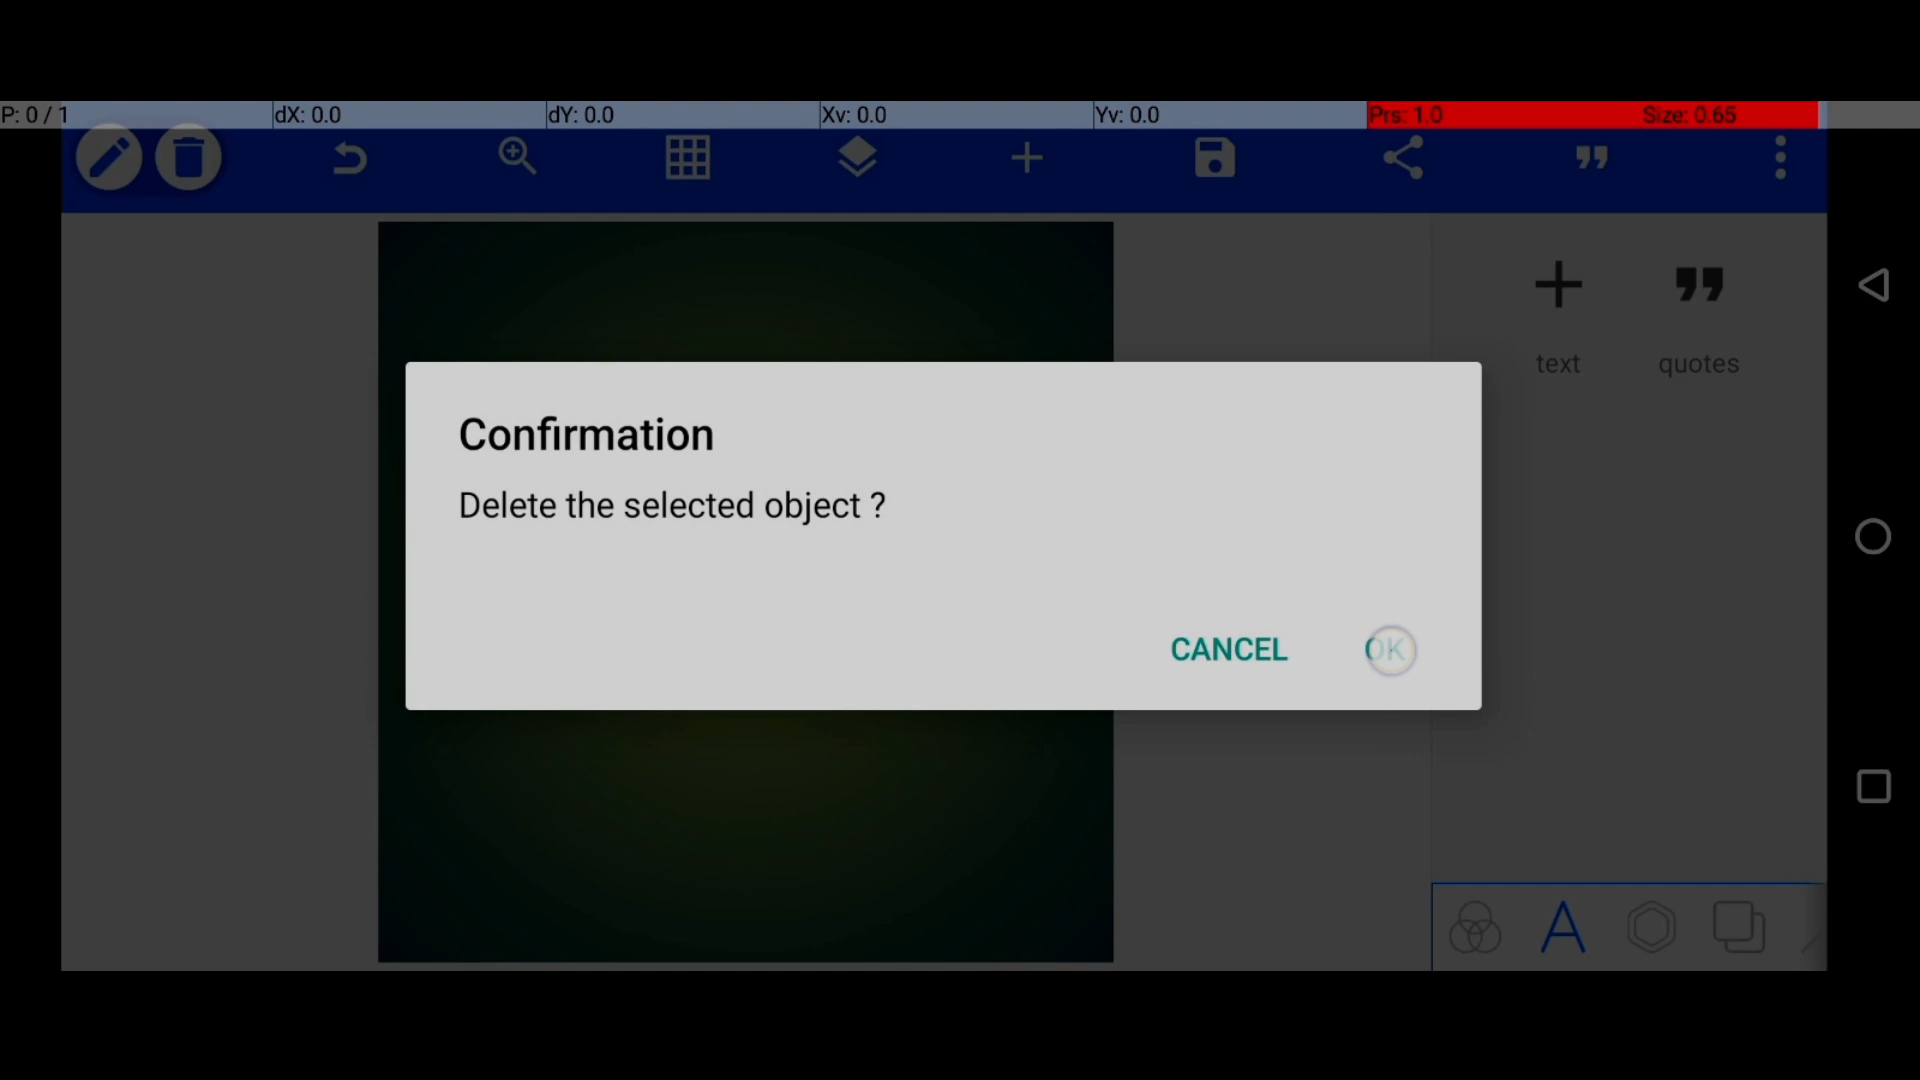 P: 0 / 1 dX: 0.0 dY: 0.0 Xv: 0.0 Yv: 0.0 Prs: 1.0 Size: 0.65
text quotes
Confirmation
Delete the selected object ?
CANCEL OK